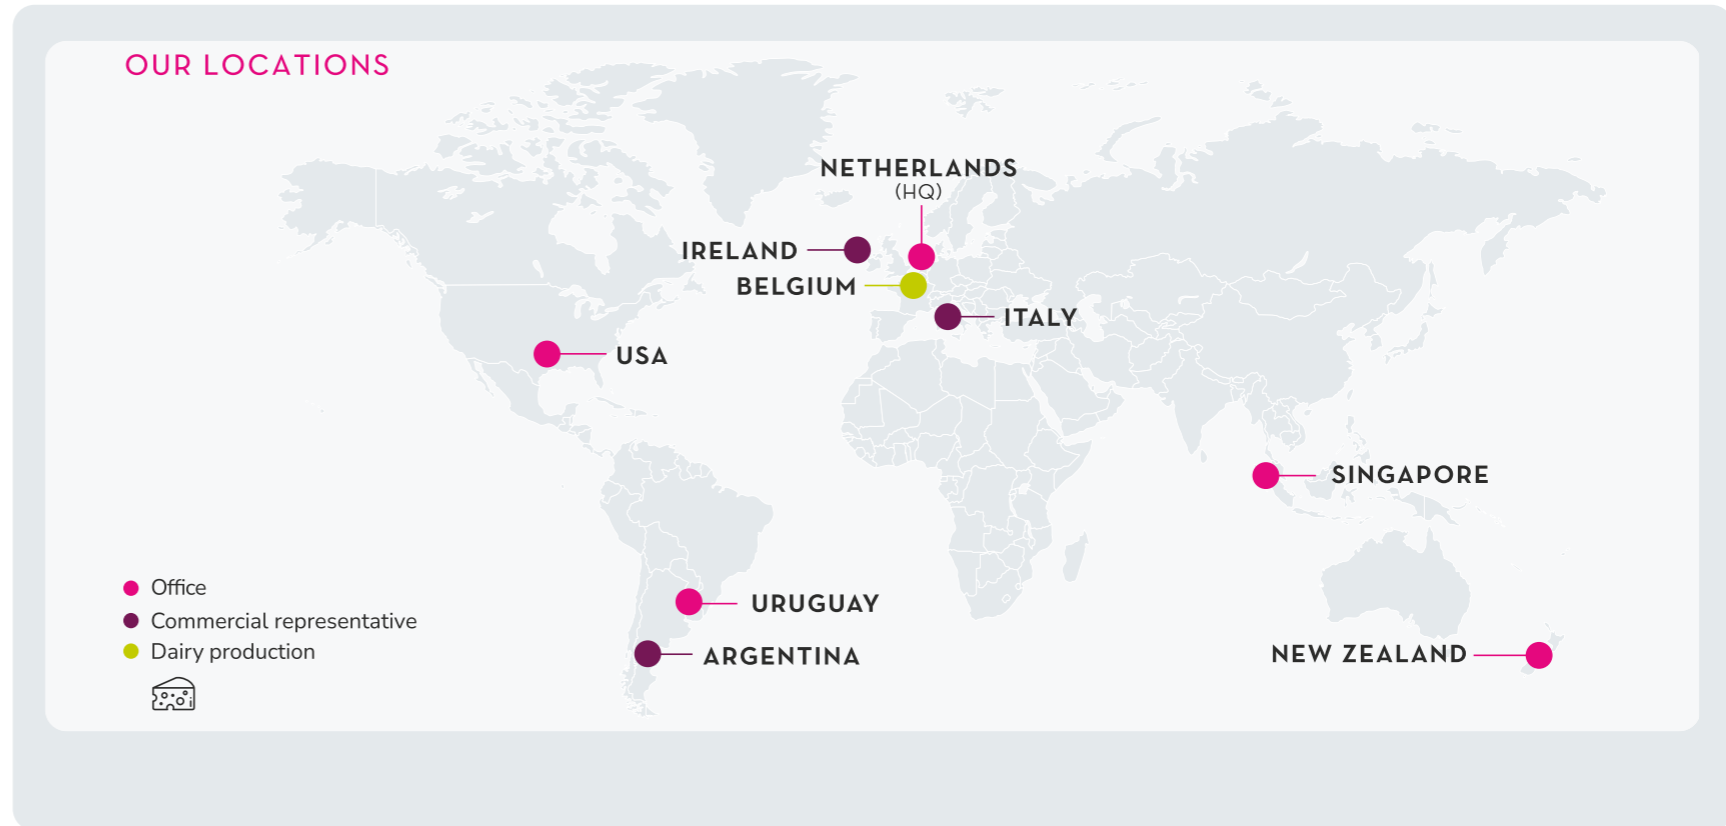 OUR LOCATIONS
NETHERLANDS
(HQ)
IRELAND
BELGIUM
ITALY
USA
SINGAPORE
URUGUAY
ARGENTINA
NEW ZEALAND
Office
Commercial representative
Dairy production